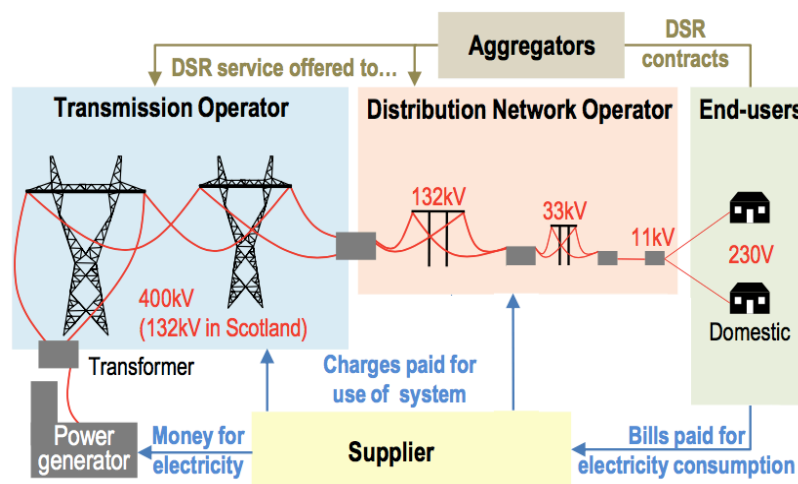 Aggregators
DSR
contracts
DSR service offered to...
Transmission Operator
Distribution Network Operator
End-users
132kV
33kV
11kV
230V
400kV
(132kV in Scotland)
Domestic
Transformer
Charges paid for
use of system
Power
generator
Money for
electricity
Supplier
Bills paid for
electricity consumption